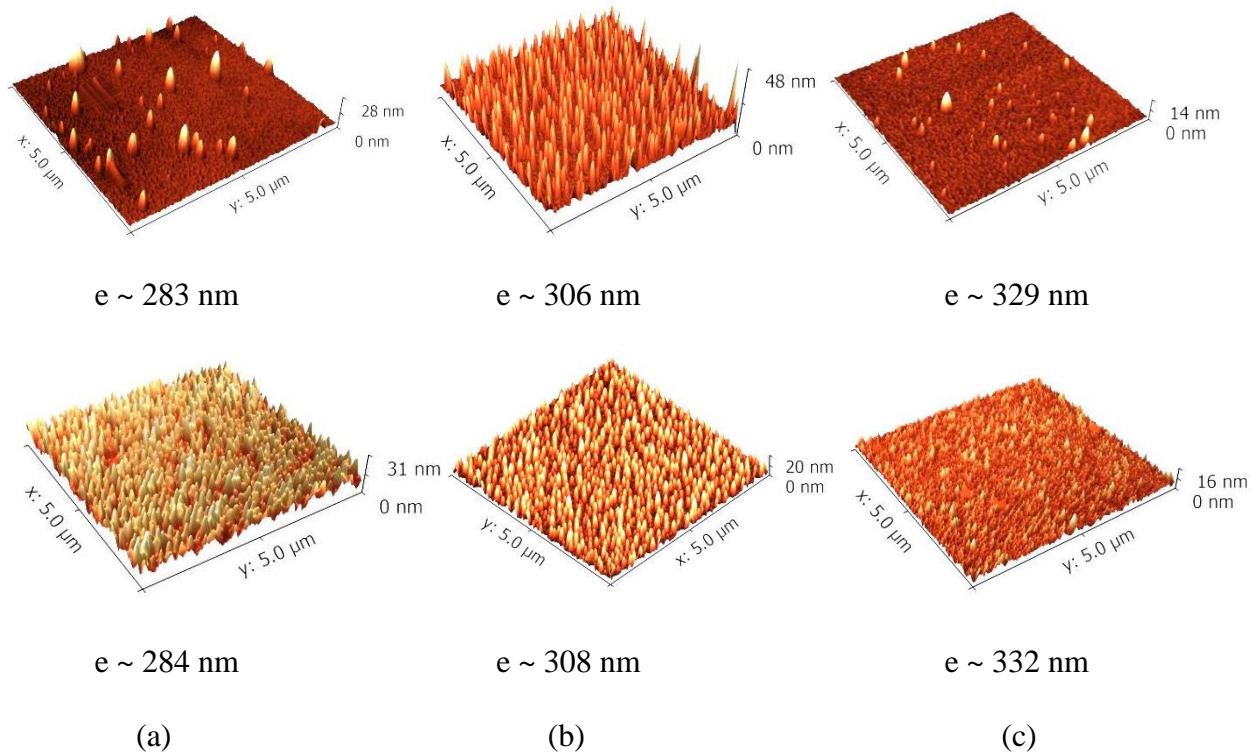 28 nm
0 nm
x: 5.0 µm
y: 5.0 µm
48 nm
0 nm
x: 5.0 µm
y: 5.0 µm
14 nm
0 nm
x: 5.0 µm
y: 5.0 µm
e ~ 283 nm
e ~ 306 nm
e ~ 329 nm
31 nm
0 nm
x: 5.0 µm
y: 5.0 µm
20 nm
0 nm
y: 5.0 µm
x: 5.0 µm
16 nm
0 nm
x: 5.0 µm
y: 5.0 µm
e ~ 284 nm
e ~ 308 nm
e ~ 332 nm
(a)
(b)
(c)